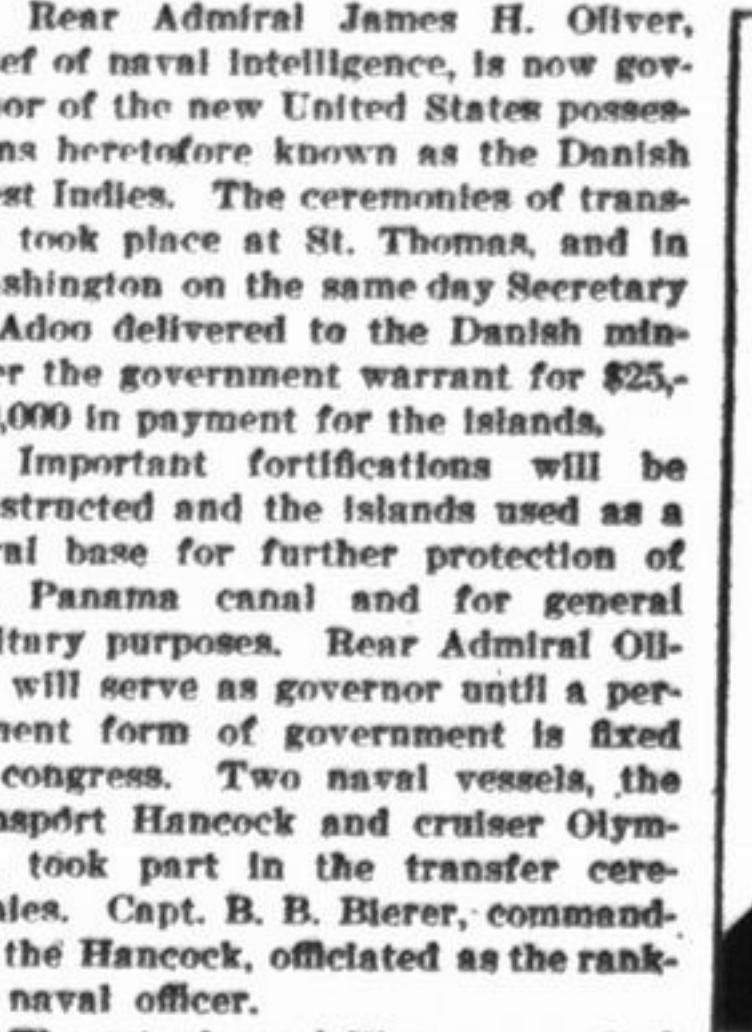 Rear Admiral James H. Oliver,
ef of naval intelligence, is now gov-
or of the new United States posses-
ns heretofore known as the Danish
st Indies. The ceremonies of trans-
took place at St. Thomas, and in
shington on the same day Secretary
Adoo delivered to the Danish min-
er the government warrant for $25,-
,000 in payment for the islands.
Important fortifications will be
structed and the islands used as a
al base for further protection of
Panama canal and for general
itary purposes. Rear Admiral Oli-
will serve as governor until a per-
nent form of government is fixed
congress. Two naval vessels, the
nsport Hancock and cruiser Olym-
took part in the transfer cere-
nies. Capt. B. B. Bierer, command-
the Hancock, officiated as the rank-
naval officer.